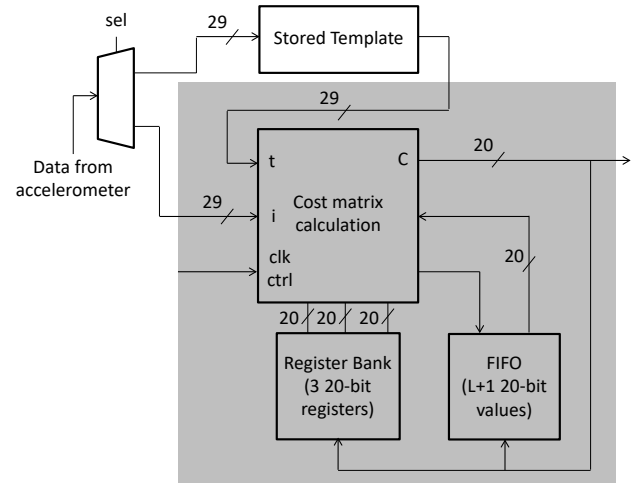 sel
29
Stored Template
29
Data from
accelerometer
t
C
20
Cost matrix
calculation
29
i
20
clk
ctrl
20
20
20
Register Bank
(3 20-bit
registers)
FIFO
(L+1 20-bit
values)